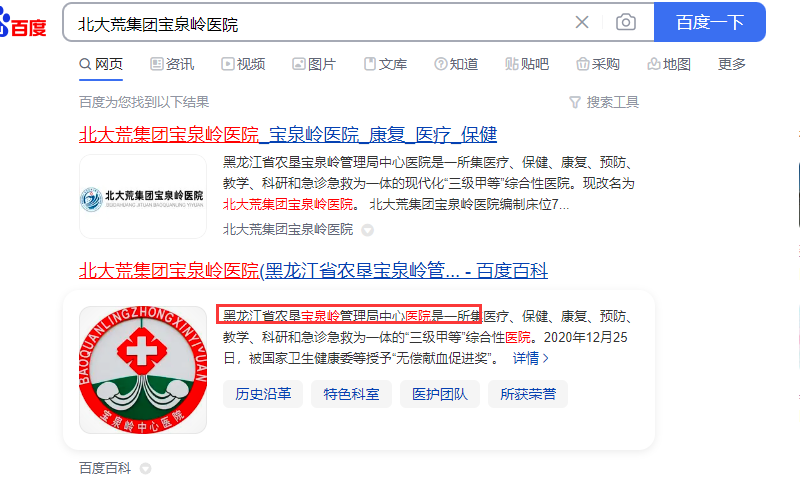 百度
北大荒集团宝泉岭医院
百度一下
网页 资讯 视频 图片 文库 知道 贴吧 采购 地图 更多
百度为您找到以下结果
搜索工具
北大荒集团宝泉岭医院_宝泉岭医院_康复_医疗_保健
北大荒集团宝泉岭医院
黑龙江省农垦宝泉岭管理局中心医院是一所集医疗、保健、康复、预防、
教学、科研和急诊急救为一体的现代化“三级甲等”综合性医院。现改名为
北大荒集团宝泉岭医院。 北大荒集团宝泉岭医院编制床位7...
北大荒集团宝泉岭医院
北大荒集团宝泉岭医院(黑龙江省农垦宝泉岭管... - 百度百科
BAOQUANLINGZHONGXINYIYUAN
宝泉岭中心医院
黑龙江省农垦宝泉岭管理局中心医院是一所集医疗、保健、康复、预防、
教学、科研和急诊急救为一体的“三级甲等”综合性医院。2020年12月25
日，被国家卫生健康委等授予“无偿献血促进奖”。 详情>
历史沿革 特色科室 医护团队 所获荣誉
百度百科